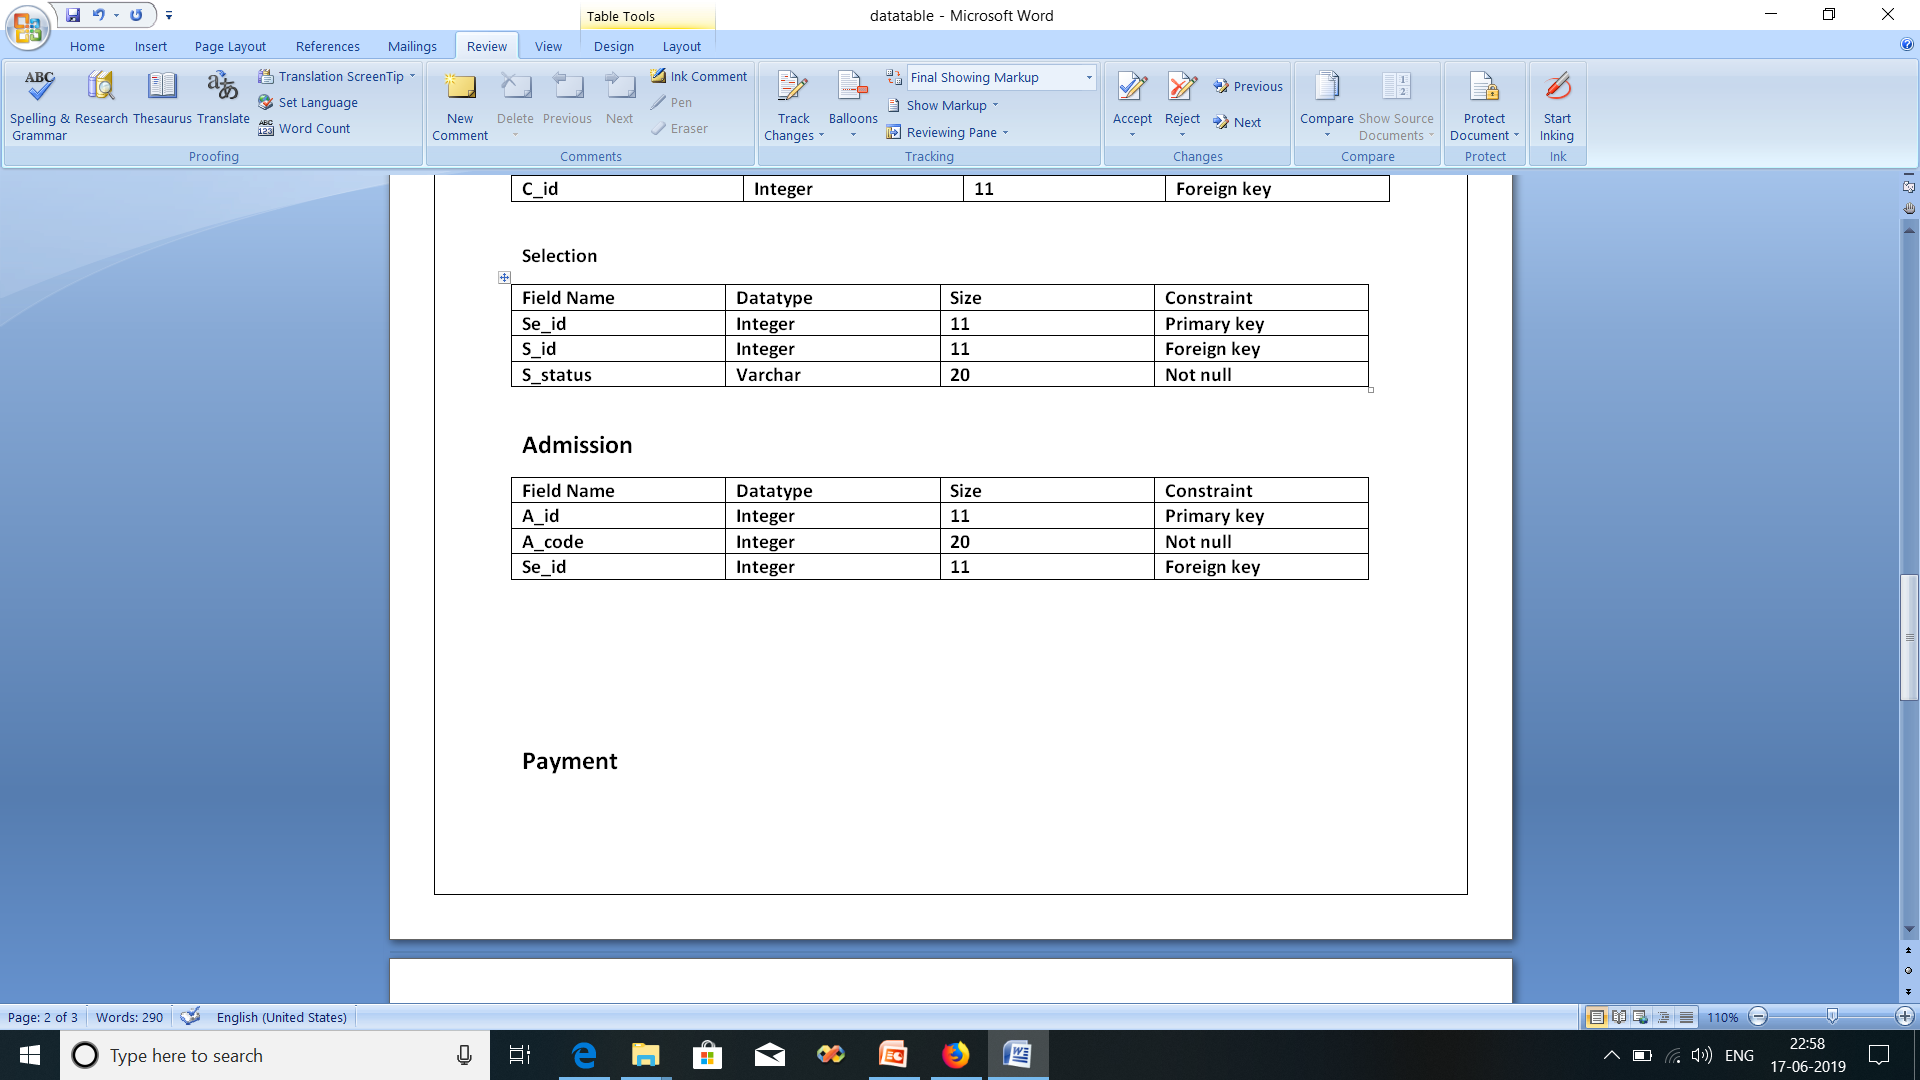 datatable - Microsoft Word
Table Tools
Home Insert Page Layout References Mailings Review View Design Layout
ABC Spelling & Grammar
Research
Thesaurus
Translate
Translation ScreenTip
Set Language
ABC 123 Word Count
Proofing
New Comment
Delete
Previous
Next
Ink Comment
Pen
Eraser
Comments
Track Changes
Balloons
Final Showing Markup
Show Markup
Reviewing Pane
Tracking
Accept
Reject
Previous
Next
Changes
Compare
Show Source Documents
Compare
Protect Document
Protect
Start Inking
Ink
C_id Integer 11 Foreign key
Selection
Field Name Datatype Size Constraint
Se_id Integer 11 Primary key
S_id Integer 11 Foreign key
S_status Varchar 20 Not null
Admission
Field Name Datatype Size Constraint
A_id Integer 11 Primary key
A_code Integer 20 Not null
Se_id Integer 11 Foreign key
Payment
Page: 2 of 3 Words: 290 English (United States) 110%
Type here to search
ENG
22:58
17-06-2019